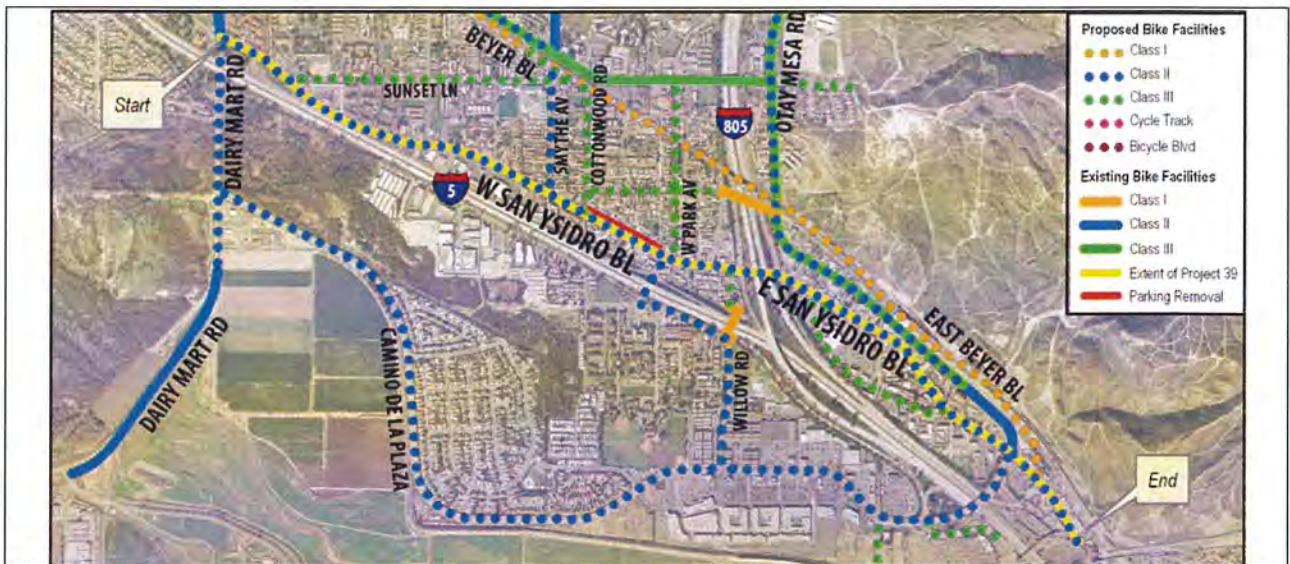 Start
DAIRY MART RD
SUNSET LN
BEYER BL
SMYTHE AV
COTTONWOOD RD
W PARK AV
805
OTAY MESA RD
5
W SAN YSIDRO BL
E SAN YSIDRO BL
EAST BEYER BL
DAIRY MART RD
CAMINO DE LA PLAZA
WILLOW RD
End
Proposed Bike Facilities
Class I
Class II
Class III
Cycle Track
Bicycle Blvd
Existing Bike Facilities
Class I
Class II
Class III
Extent of Project 39
Parking Removal